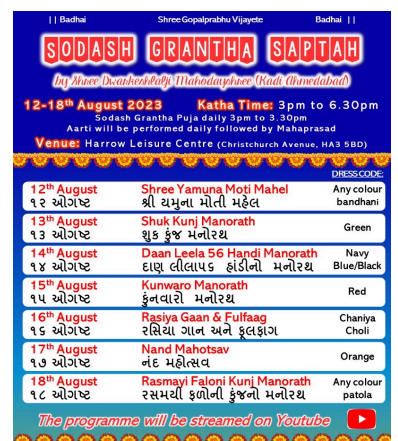 || Badhai Shree Gopalprabhu Vijayete Badhai ||
SODASH GRANTHA SAPTAH
by Shree Dwarkeshlalji Mahodayshree (Kadi Ahmedabad)
12-18th August 2023 Katha Time: 3pm to 6.30pm
Sodash Grantha Puja daily 3pm to 3.30pm
Aarti will be performed daily followed by Mahaprasad
Venue: Harrow Leisure Centre (Christchurch Avenue, HA3 5BD)
DRESS CODE:
12th August Shree Yamuna Moti Mahel Any colour
૧૨ ઓગષ્ટ શ્રી યમુના મોતી મહેલ bandhani
13th August Shuk Kunj Manorath Green
૧૩ ઓગષ્ટ શુક કુંજ મનોરથ
14th August Daan Leela 56 Handi Manorath Navy
૧૪ ઓગષ્ટ દાણ લીલા૫૬ હાંડીનો મનોરથ Blue/Black
15th August Kunwaro Manorath Red
૧૫ ઓગષ્ટ કુંનવારો મનોરથ
16th August Rasiya Gaan & Fulfaag Chaniya
૧૬ ઓગષ્ટ રસિયા ગાન અને ફૂલફાગ Choli
17th August Nand Mahotsav Orange
૧૭ ઓગષ્ટ નંદ મહોત્સવ
18th August Rasmayi Faloni Kunj Manorath Any colour
૧૮ ઓગષ્ટ રસમયી ફળોની કુંજનો મનોરથ patola
The programme will be streamed on Youtube